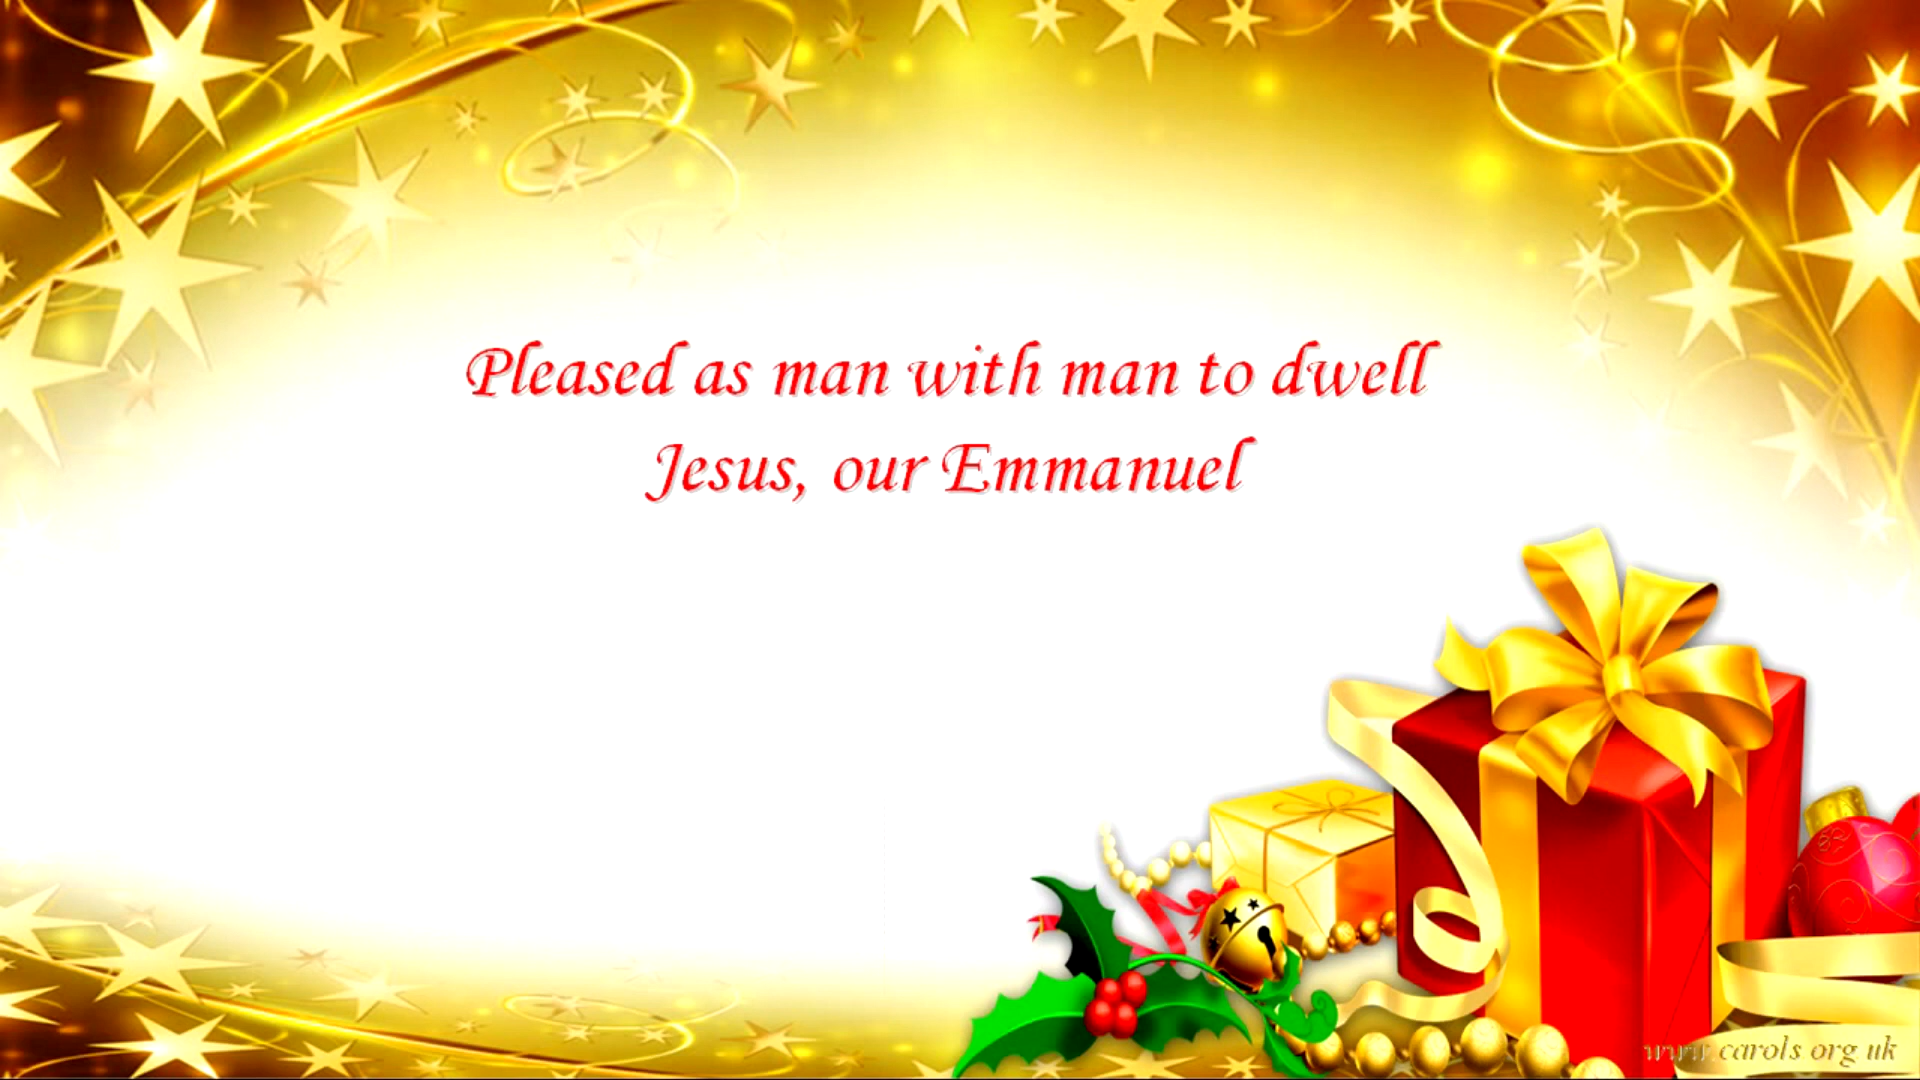 Pleased as man with man to dwell
Jesus, our Emmanuel
www.carols.org.uk